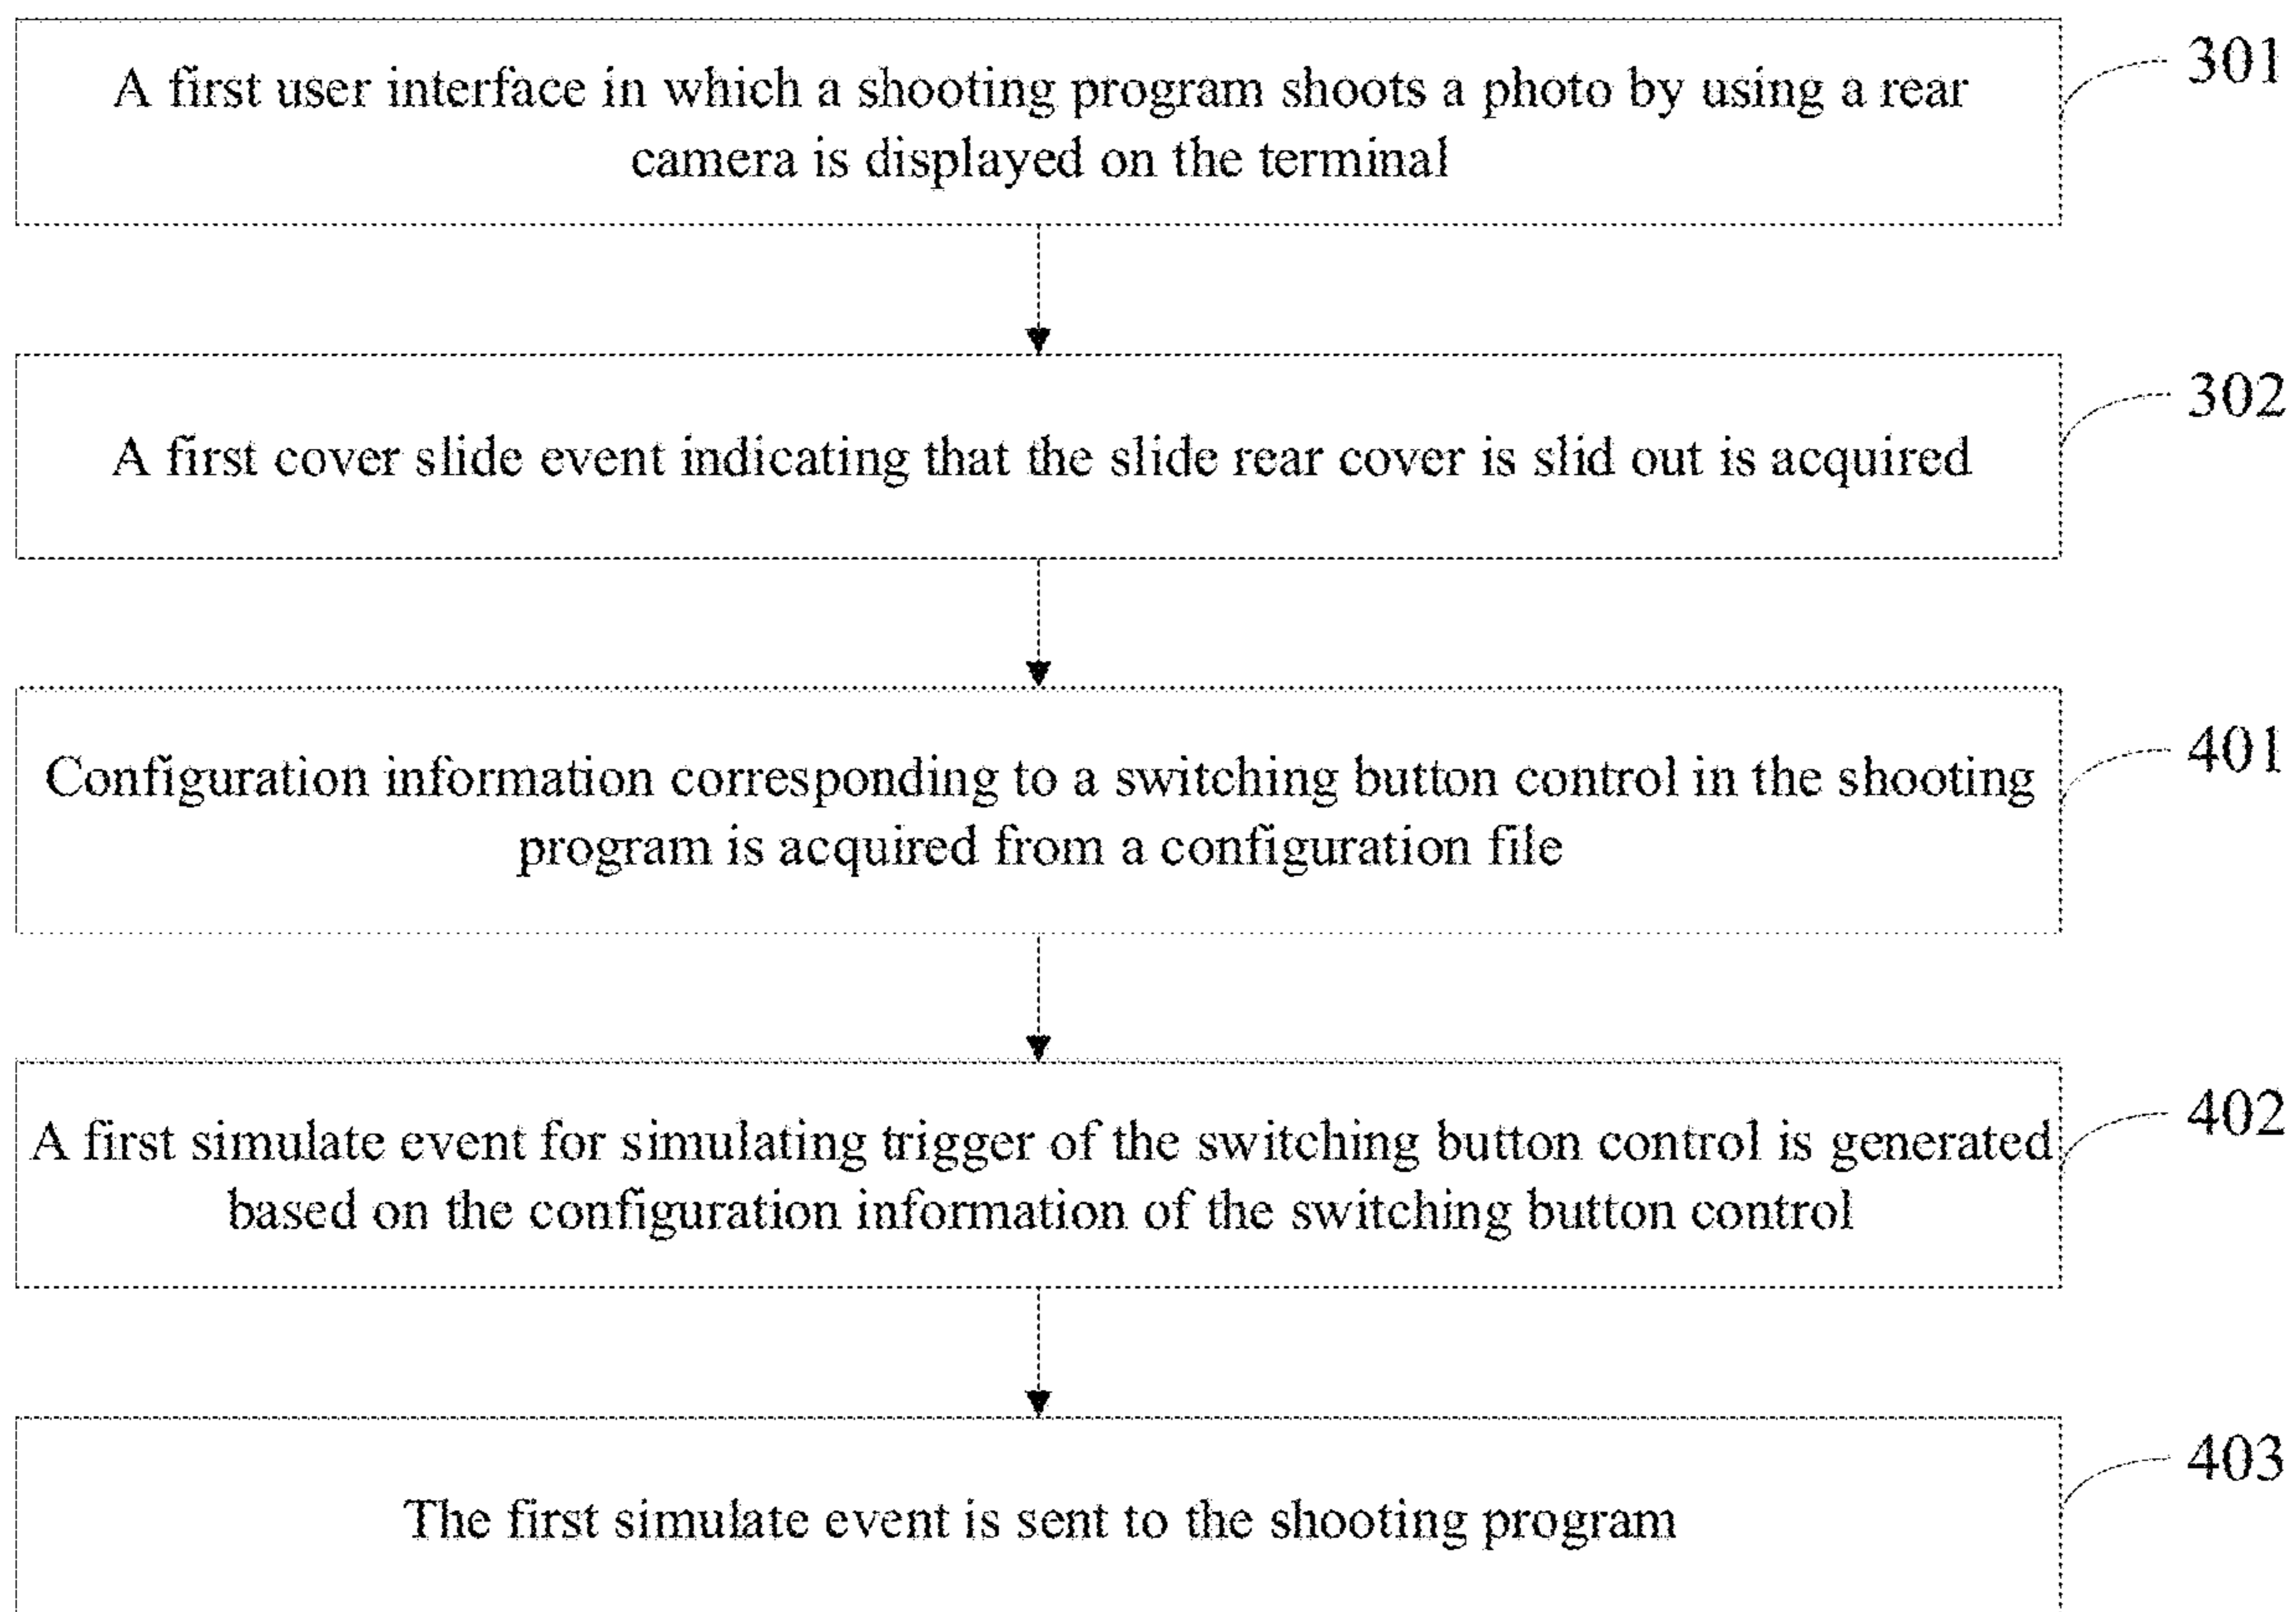 A first user interface in which a shooting program shoots a photo by using a rear
camera is displayed on the terminal
301
A first cover slide event indicating that the slide rear cover is slid out is acquired
302
Configuration information corresponding to a switching button control in the shooting
program is acquired from a configuration file
401
A first simulate event for simulating trigger of the switching button control is generated
based on the configuration information of the switching button control
402
The first simulate event is sent to the shooting program
403